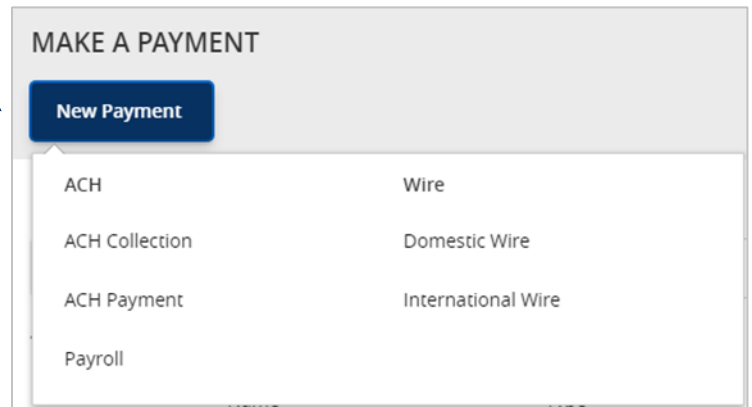 MAKE A PAYMENT
New Payment
ACH Wire
ACH Collection Domestic Wire
ACH Payment International Wire
Payroll